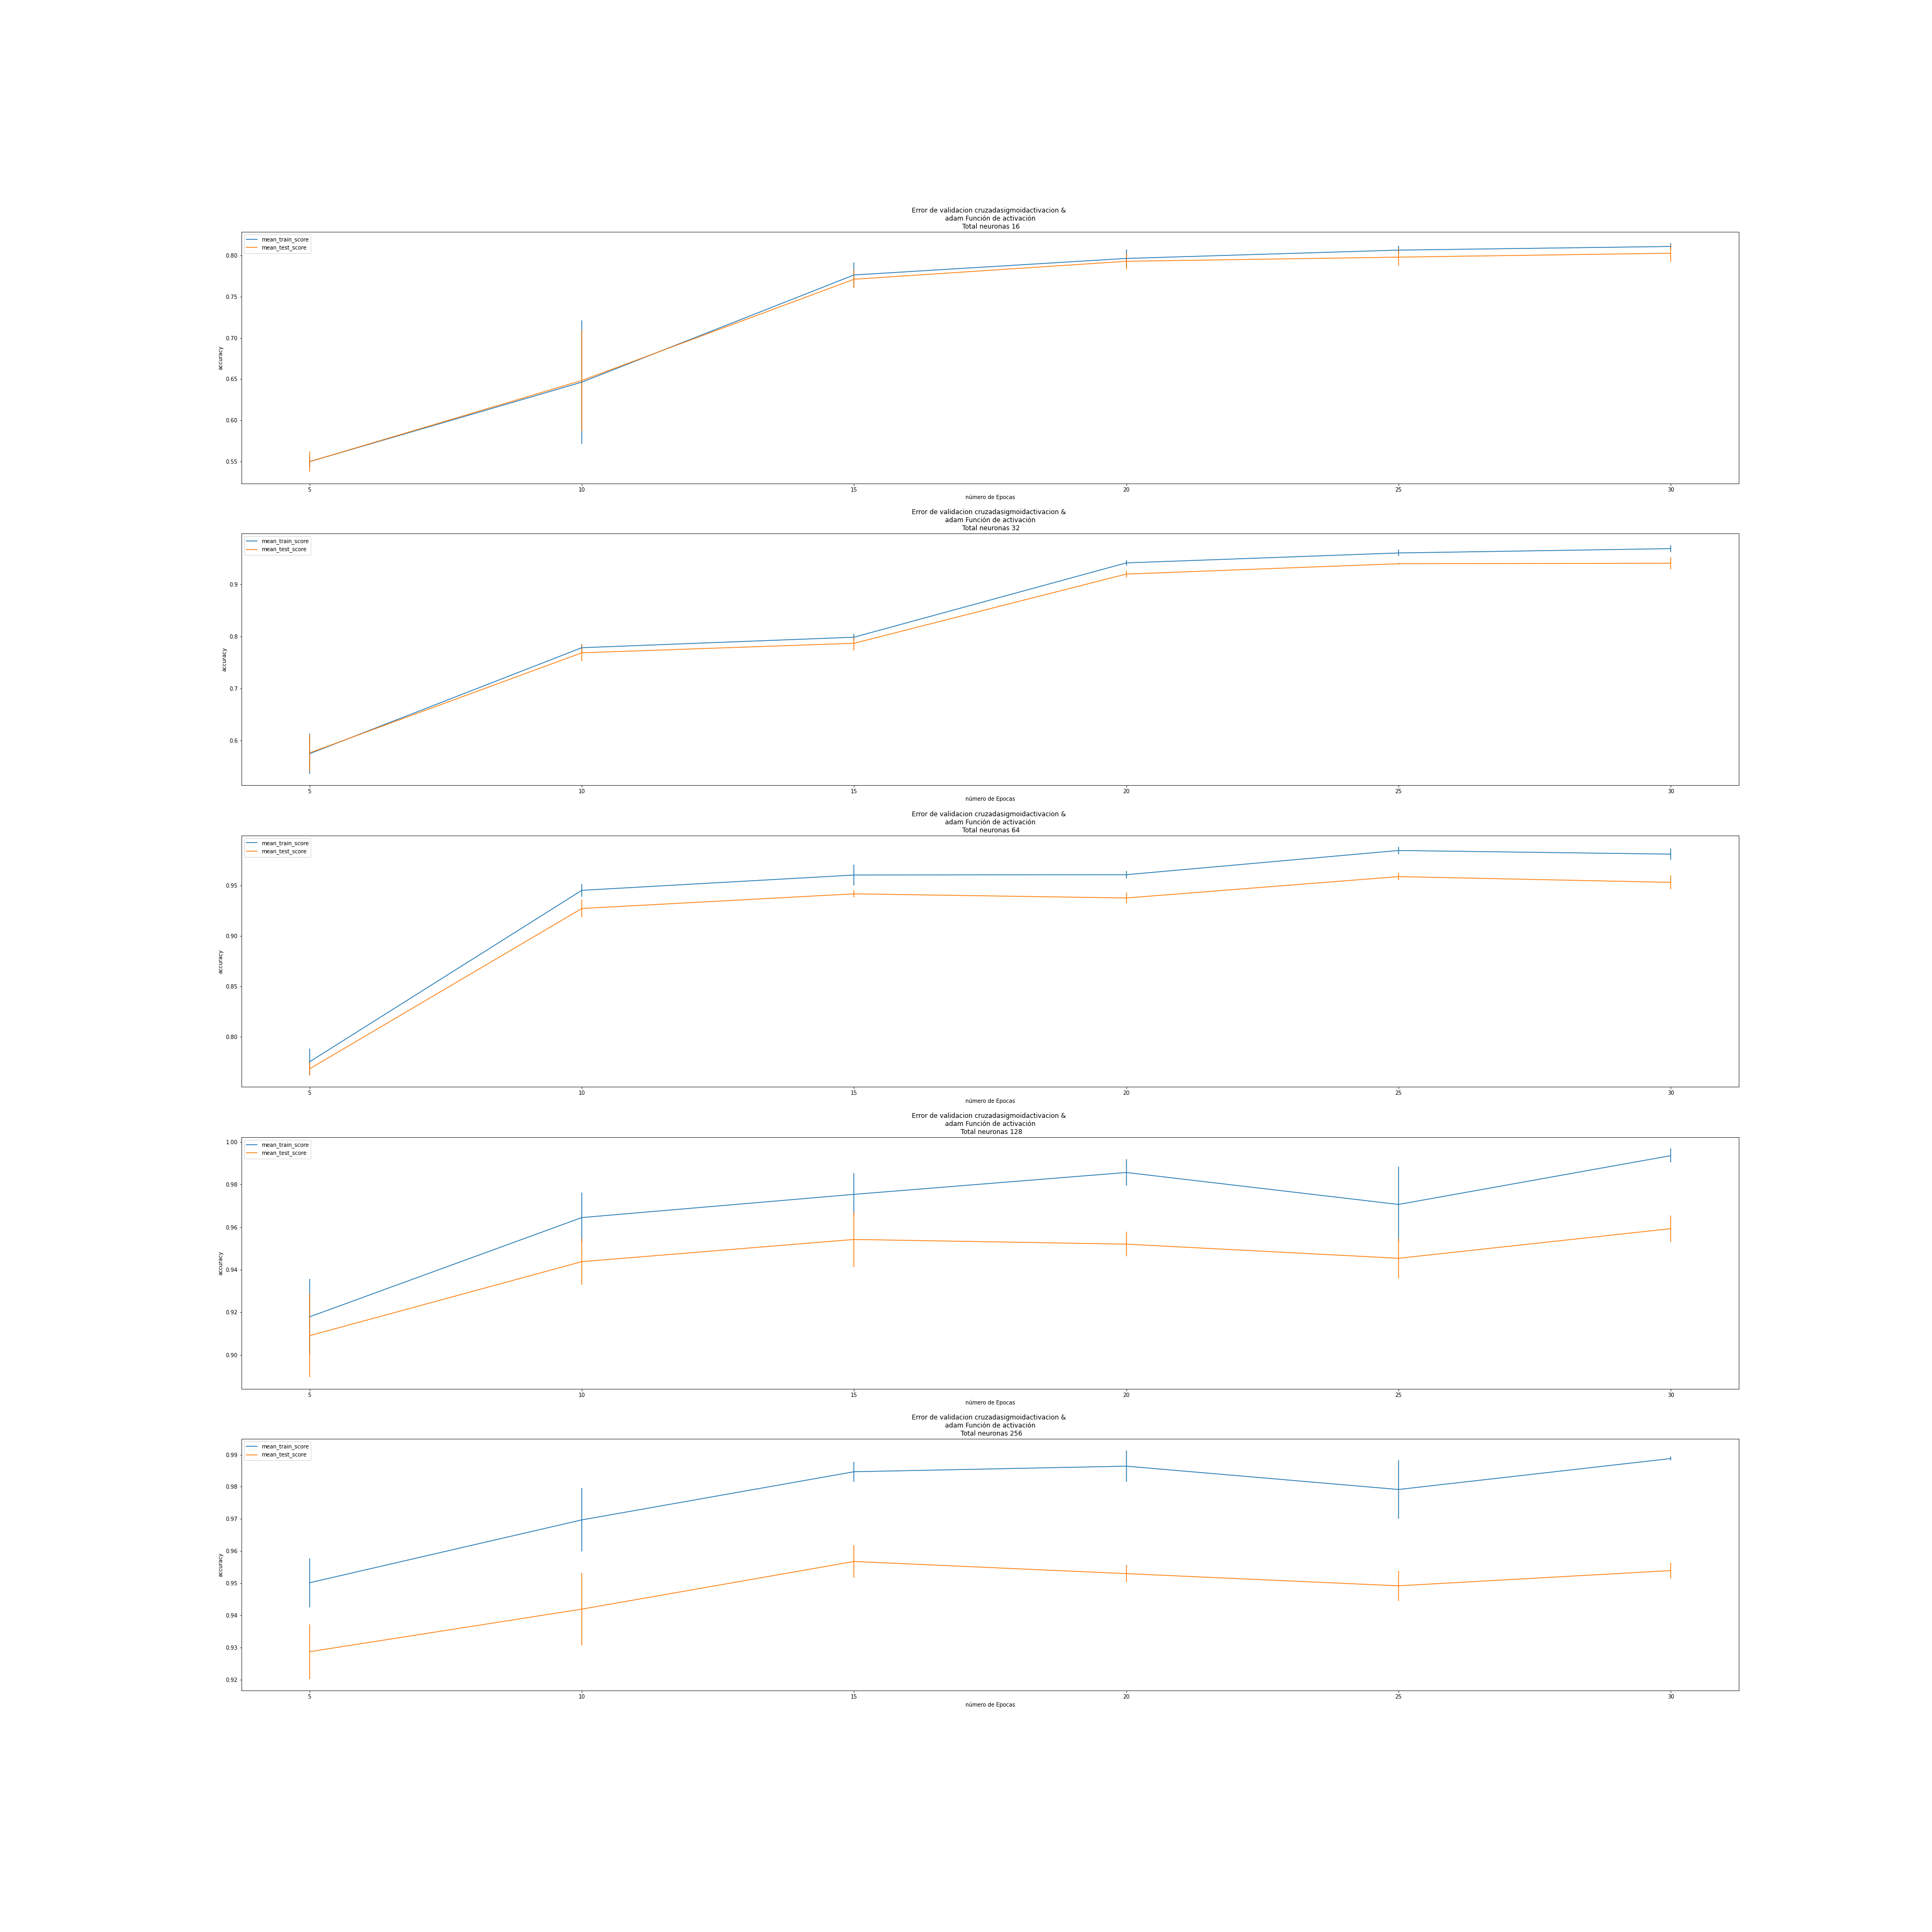 Error de validacion cruzadasigmoidactivacion &
adam Función de activación
Total neuronas 16
mean_train_score
mean_test_score
0.80
0.75
0.70
0.65
0.60
0.55
accuracy
5 10 15 20 25 30
número de Epocas
Error de validacion cruzadasigmoidactivacion &
adam Función de activación
Total neuronas 32
mean_train_score
mean_test_score
0.9
0.8
0.7
0.6
accuracy
5 10 15 20 25 30
número de Epocas
Error de validacion cruzadasigmoidactivacion &
adam Función de activación
Total neuronas 64
mean_train_score
mean_test_score
0.95
0.90
0.85
0.80
accuracy
5 10 15 20 25 30
número de Epocas
Error de validacion cruzadasigmoidactivacion &
adam Función de activación
Total neuronas 128
mean_train_score
mean_test_score
1.00
0.98
0.96
0.94
0.92
0.90
accuracy
5 10 15 20 25 30
número de Epocas
Error de validacion cruzadasigmoidactivacion &
adam Función de activación
Total neuronas 256
mean_train_score
mean_test_score
0.99
0.98
0.97
0.96
0.95
0.94
0.93
0.92
accuracy
5 10 15 20 25 30
número de Epocas